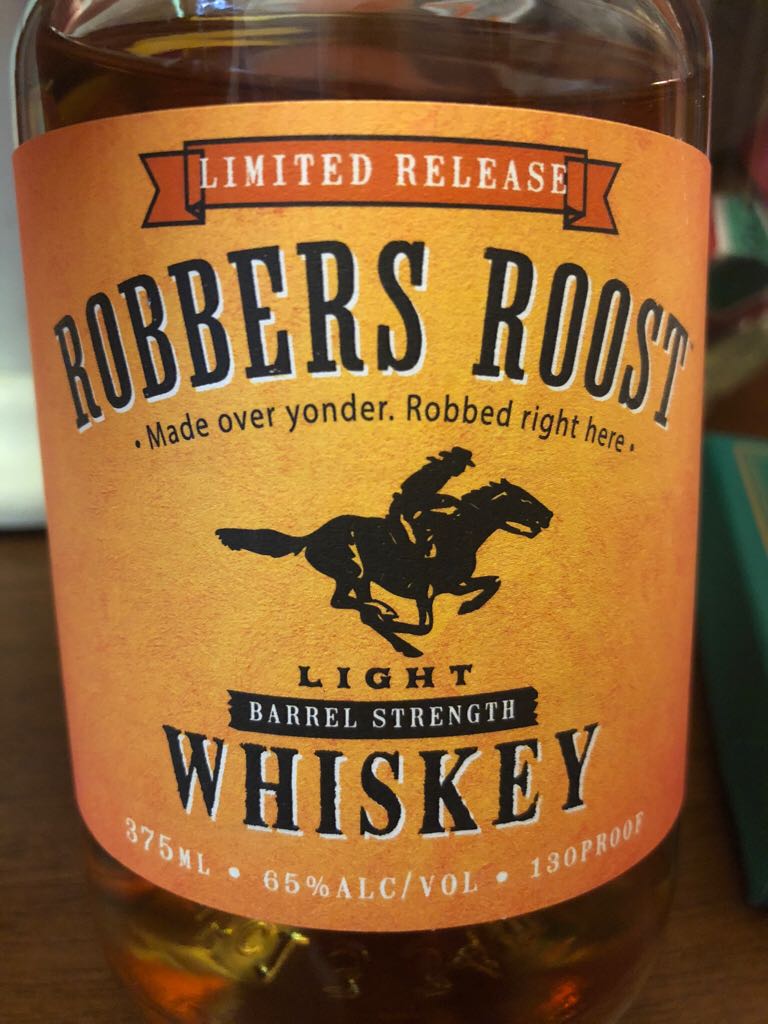 LIMITED RELEASE
ROBBERS ROOST
• Made over yonder. Robbed right here •
LIGHT
BARREL STRENGTH
WHISKEY
375ML • 65%ALC/VOL • 130PROOF